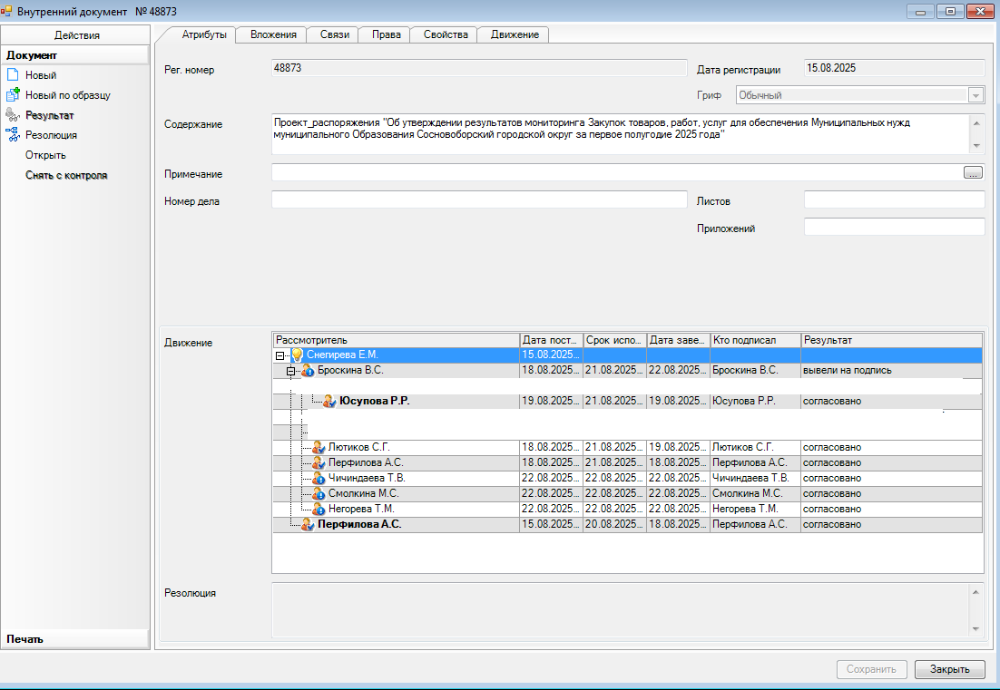 Внутренний документ № 48873
Действия
Документ
Новый
Новый по образцу
Результат
Резолюция
Открыть
Снять с контроля
Печать
Атрибуты Вложения Связи Права Свойства Движение
Рег. номер 48873 Дата регистрации 15.08.2025
Гриф Обычный
Содержание Проект_распоряжения "Об утверждении результатов мониторинга Закупок товаров, работ, услуг для обеспечения Муниципальных нужд
муниципального Образования Сосновоборский городской округ за первое полугодие 2025 года"
Примечание ...
Номер дела Листов
Приложений
Движение
Рассмотритель Дата пост... Срок испо... Дата заве... Кто подписал Результат
Снегирева Е.М. 15.08.2025...
Броскина В.С. 18.08.2025... 21.08.2025... 22.08.2025... Броскина В.С. вывели на подпись
Юсупова Р.Р. 19.08.2025... 21.08.2025... 19.08.2025... Юсупова Р.Р. согласовано
Лютиков С.Г. 18.08.2025... 21.08.2025... 19.08.2025... Лютиков С.Г. согласовано
Перфилова А.С. 18.08.2025... 21.08.2025... 18.08.2025... Перфилова А.С. согласовано
Чичиндаева Т.В. 22.08.2025... 22.08.2025... 22.08.2025... Чичиндаева Т.В. согласовано
Смолкина М.С. 22.08.2025... 22.08.2025... 22.08.2025... Смолкина М.С. согласовано
Негорева Т.М. 22.08.2025... 22.08.2025... 22.08.2025... Негорева Т.М. согласовано
Перфилова А.С. 15.08.2025... 20.08.2025... 18.08.2025... Перфилова А.С. согласовано
Резолюция
Сохранить Закрыть